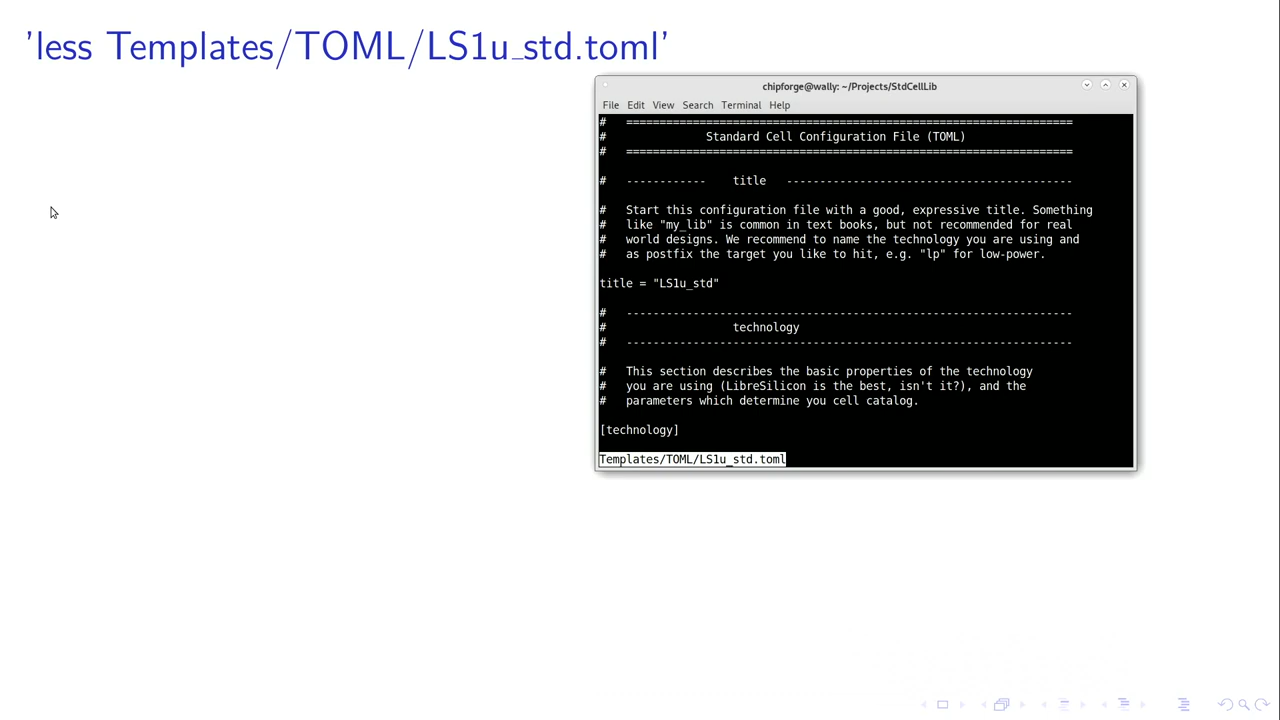 'less Templates/TOML/LS1u_std.toml'
chipforge@wally: ~/Projects/StdCellLib
File Edit View Search Terminal Help
# ===================================================================
# Standard Cell Configuration File (TOML)
# ===================================================================
# ------------ title -------------------------------------------
# Start this configuration file with a good, expressive title. Something
# like "my_lib" is common in text books, but not recommended for real
# world designs. We recommend to name the technology you are using and
# as postfix the target you like to hit, e.g. "lp" for low-power.
title = "LS1u_std"
# -------------------------------------------------------------------
# technology
# -------------------------------------------------------------------
# This section describes the basic properties of the technology
# you are using (LibreSilicon is the best, isn't it?), and the
# parameters which determine you cell catalog.
[technology]
Templates/TOML/LS1u_std.toml